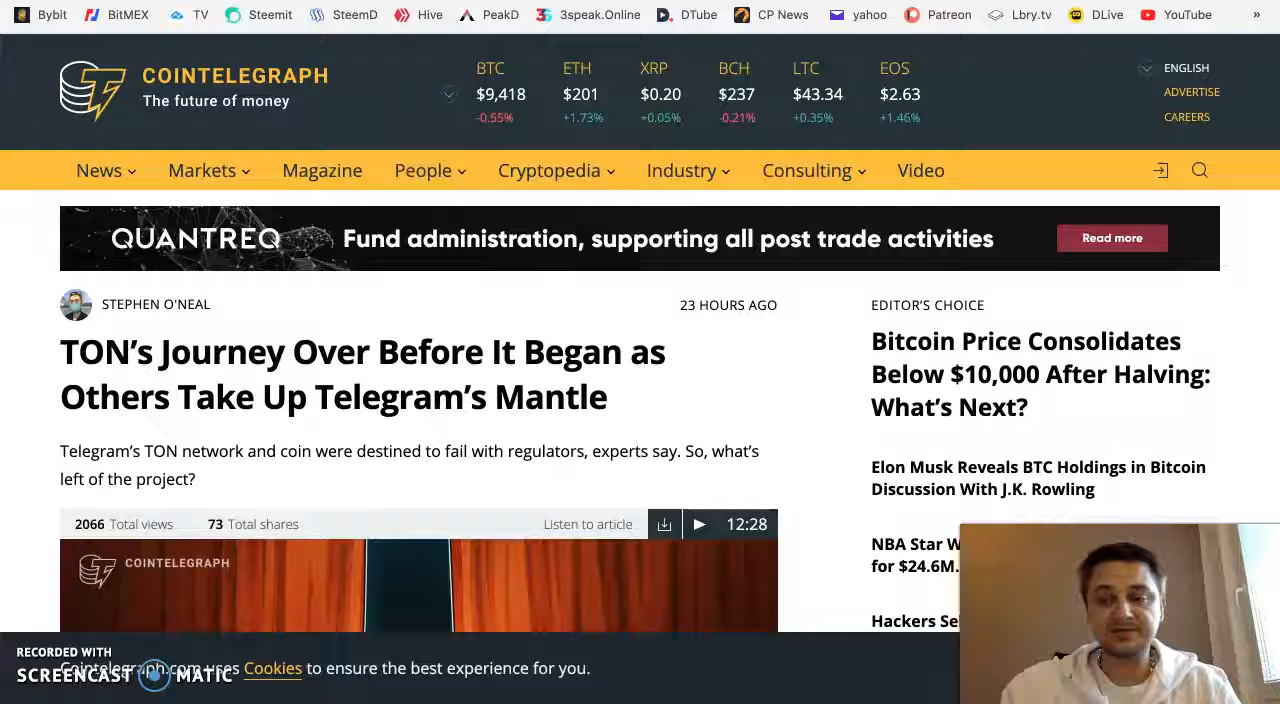 Bybit BitMEX TV Steemit SteemD Hive PeakD 3speak.Online DTube CP News yahoo Patreon Lbry.tv DLive YouTube »
COINTELEGRAPH
The future of money
BTC ETH XRP BCH LTC EOS
$9,418 $201 $0.20 $237 $43.34 $2.63
-0.55% +1.73% +0.05% -0.21% +0.35% +1.46%
ENGLISH
ADVERTISE
CAREERS
News Markets Magazine People Cryptopedia Industry Consulting Video
QUANTREQ Fund administration, supporting all post trade activities Read more
STEPHEN O'NEAL 23 HOURS AGO
TON's Journey Over Before It Began as
Others Take Up Telegram's Mantle
Telegram's TON network and coin were destined to fail with regulators, experts say. So, what's
left of the project?
2066 Total views 73 Total shares Listen to article 12:28
COINTELEGRAPH
EDITOR'S CHOICE
Bitcoin Price Consolidates
Below $10,000 After Halving:
What's Next?
Elon Musk Reveals BTC Holdings in Bitcoin
Discussion With J.K. Rowling
NBA Star
for $24.6M.
Hackers
RECORDED WITH
Cointelegraph.com uses Cookies to ensure the best experience for you.
SCREENCAST MATIC